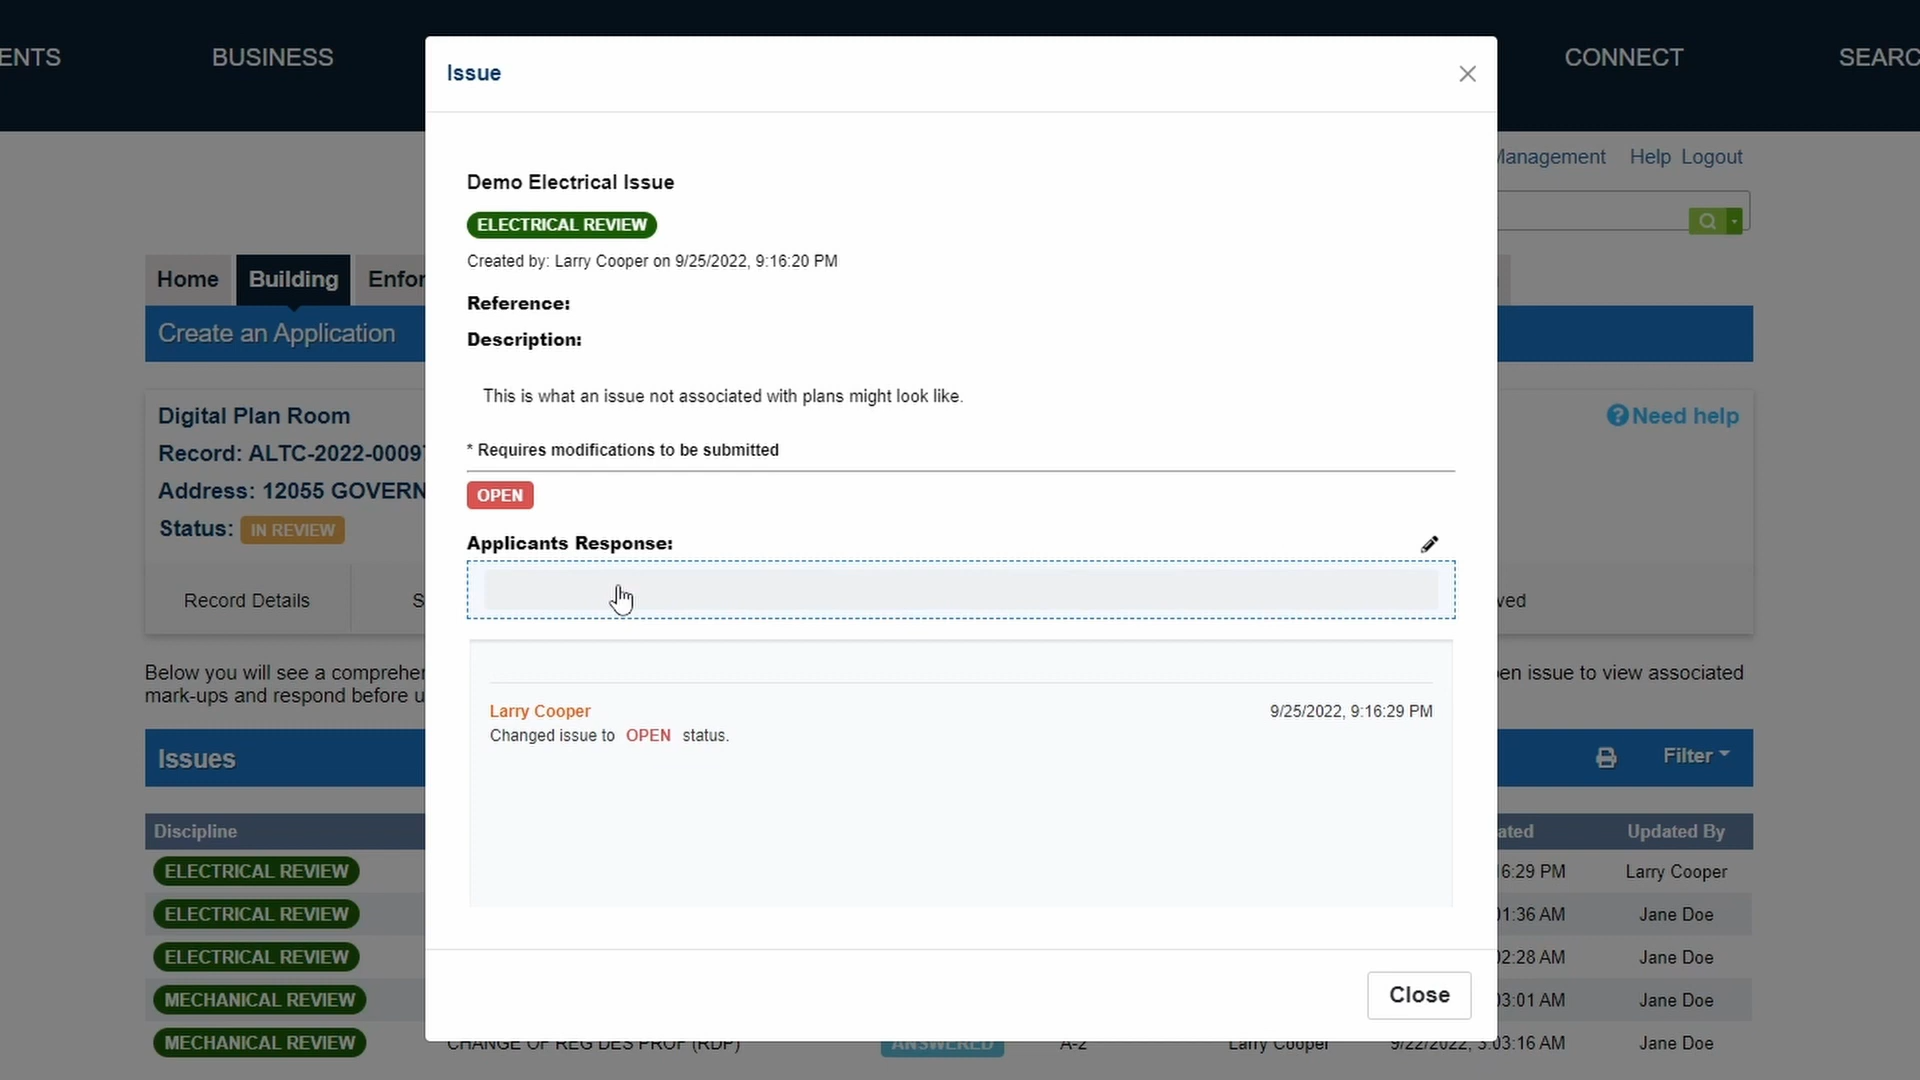 ENTS
BUSINESS
CONNECT
SEARC
Issue
Management Help Logout
Demo Electrical Issue
ELECTRICAL REVIEW
Created by: Larry Cooper on 9/25/2022, 9:16:20 PM
Home Building Enfor
Reference:
Create an Application
Description:
This is what an issue not associated with plans might look like.
Digital Plan Room
Need help
Record: ALTC-2022-0009
* Requires modifications to be submitted
Address: 12055 GOVERN
OPEN
Status: IN REVIEW
Applicants Response:
Record Details
S
ved
Below you will see a comprehe
en issue to view associated
mark-ups and respond before u
Larry Cooper
9/25/2022, 9:16:29 PM
Changed issue to OPEN status.
Issues
Filter
Discipline
ated
Updated By
ELECTRICAL REVIEW
6:29 PM
Larry Cooper
ELECTRICAL REVIEW
1:36 AM
Jane Doe
ELECTRICAL REVIEW
2:28 AM
Jane Doe
Close
MECHANICAL REVIEW
03:01 AM
Jane Doe
MECHANICAL REVIEW
CHANGE OF REG DES PROF (RDP)
ANSWERED
A-2
Larry Cooper
9/22/2022, 3:03:16 AM
Jane Doe